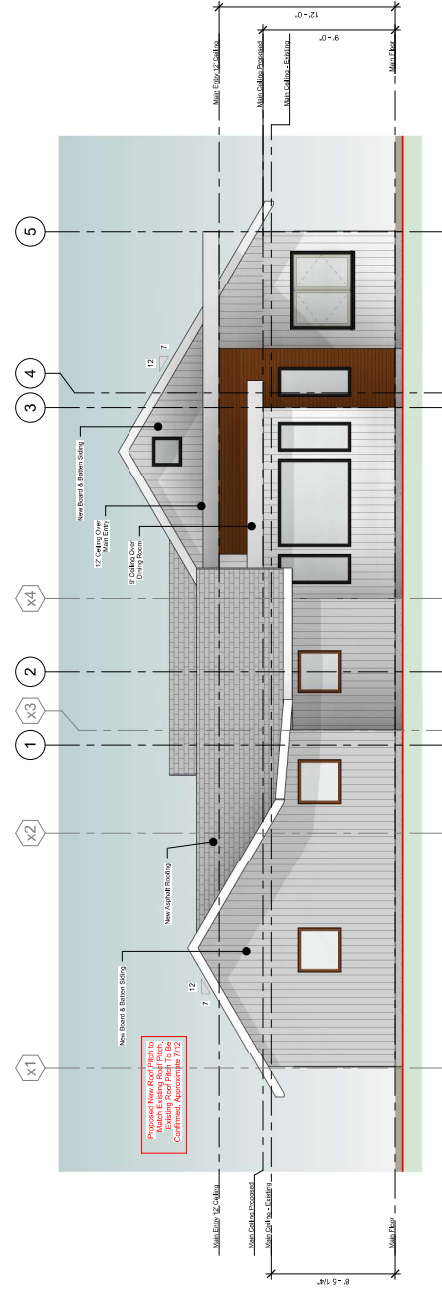 x1
x2
1
x3
2
x4
3
4
5
Proposed New Roof Pitch to
Match Existing Roof Pitch,
Existing Roof Pitch To Be
Confirmed, Approximate 7/12
New Board & Batten Siding
12
7
New Asphalt Roofing
9' Ceiling Over
Dining Room
12' Ceiling Over
Main Entry
New Board & Batten Siding
12
7
Main Entry 12' Ceiling
Main Ceiling Proposed
Main Ceiling - Existing
Main Floor
8' - 5 1/4"
Main Entry 12' Ceiling
Main Ceiling Proposed
Main Ceiling - Existing
Main Floor
9' - 0"
12' - 0"